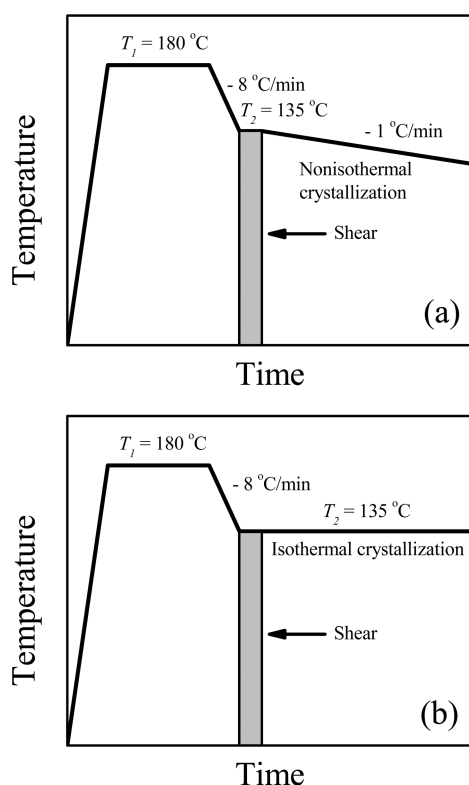 T₁ = 180 °C
- 8 °C/min
T₂ = 135 °C
- 1 °C/min
Nonisothermal
crystallization
Shear
Temperature
(a)
Time
T₁ = 180 °C
- 8 °C/min
T₂ = 135 °C
Isothermal crystallization
Shear
Temperature
(b)
Time